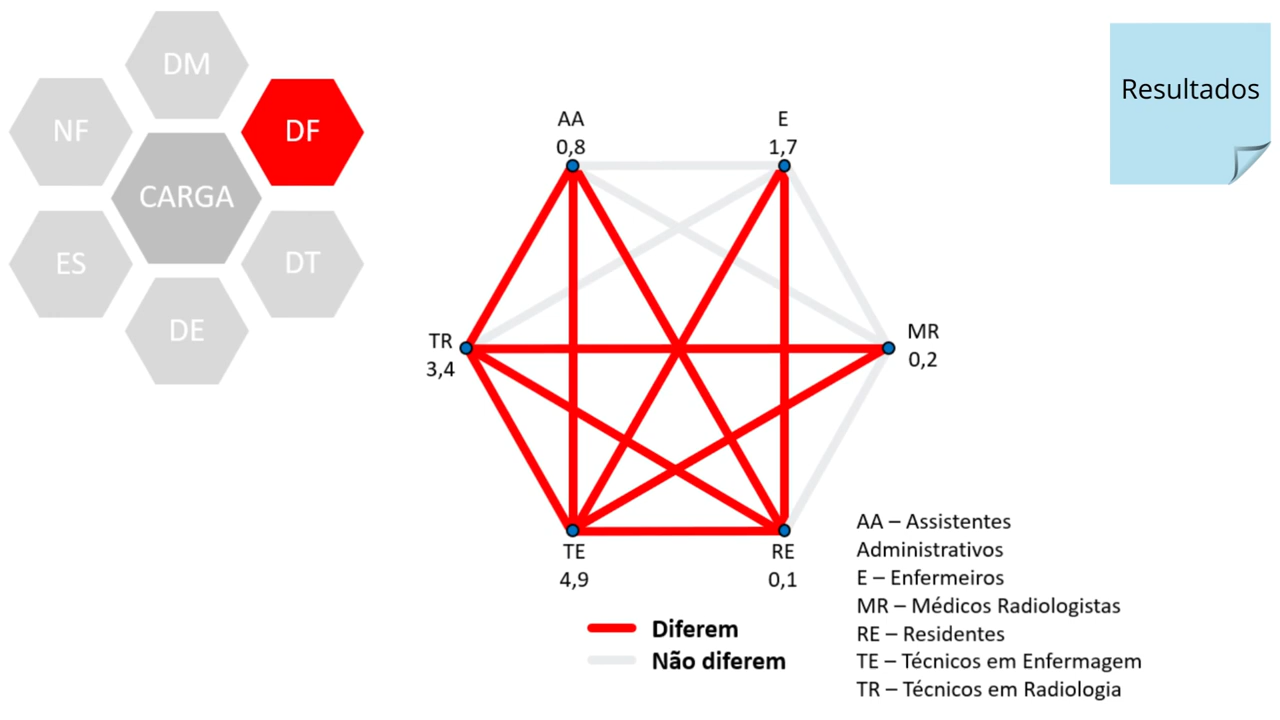 DM
NF
DF
CARGA
ES
DT
DE
Resultados
AA
0,8
E
1,7
TR
3,4
MR
0,2
TE
4,9
RE
0,1
Diferem
Não diferem
AA – Assistentes
Administrativos
E – Enfermeiros
MR – Médicos Radiologistas
RE – Residentes
TE – Técnicos em Enfermagem
TR – Técnicos em Radiologia